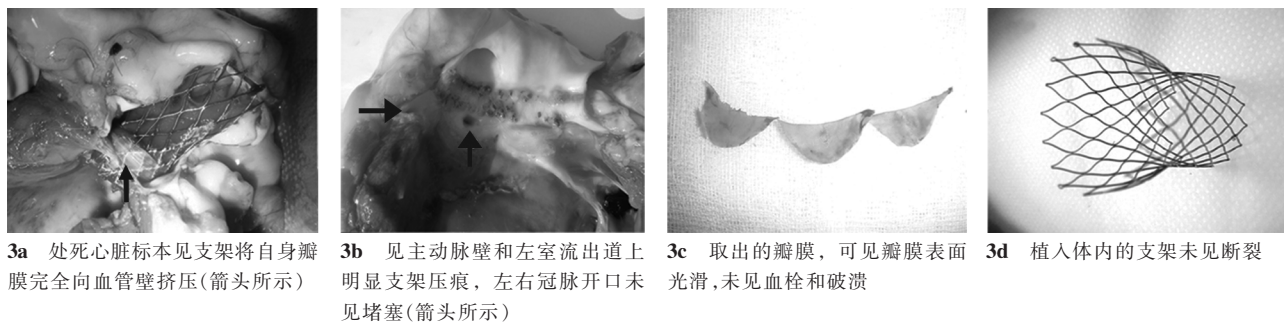 3a 处死心脏标本见支架将自身瓣
膜完全向血管壁挤压(箭头所示)
3b 见主动脉壁和左室流出道上
明显支架压痕，左右冠脉开口未
见堵塞(箭头所示)
3c 取出的瓣膜，可见瓣膜表面
光滑,未见血栓和破溃
3d 植入体内的支架未见断裂